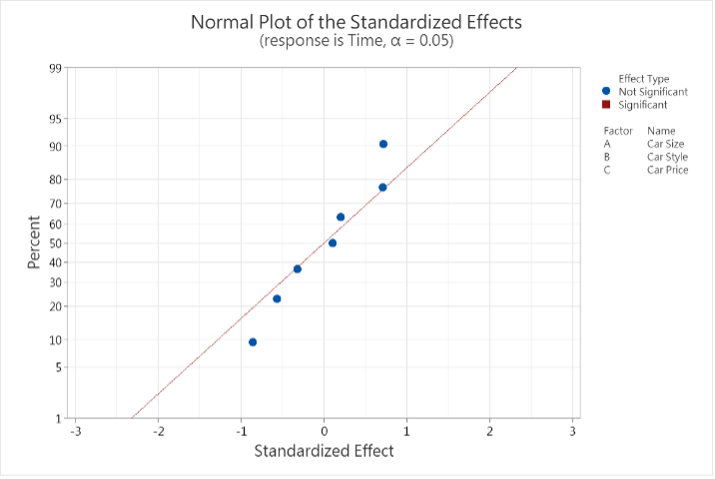 Normal Plot of the Standardized Effects
(response is Time, α = 0.05)
Effect Type
Not Significant
Significant
Factor Name
A Car Size
B Car Style
C Car Price
99
95
90
80
70
60
50
40
30
20
10
5
1
Percent
-3 -2 -1 0 1 2 3
Standardized Effect